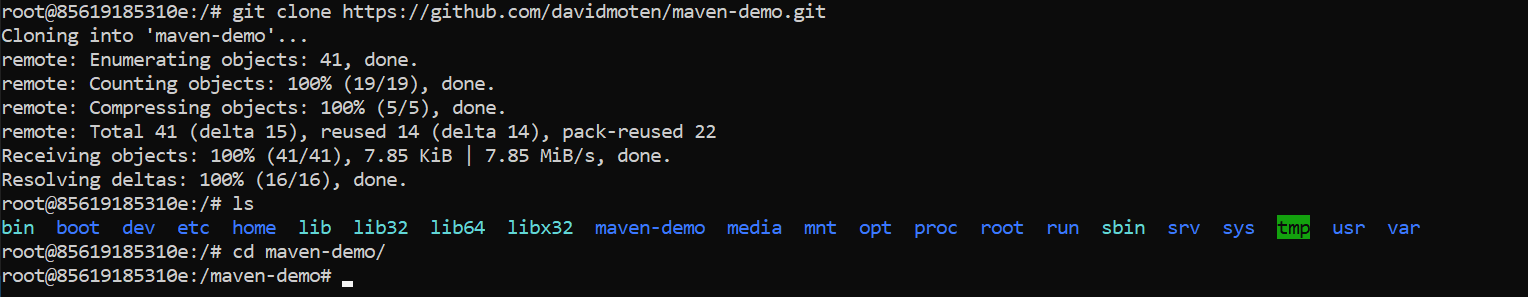 root@85619185310e:/# git clone https://github.com/davidmoten/maven-demo.git
Cloning into 'maven-demo'...
remote: Enumerating objects: 41, done.
remote: Counting objects: 100% (19/19), done.
remote: Compressing objects: 100% (5/5), done.
remote: Total 41 (delta 15), reused 14 (delta 14), pack-reused 22
Receiving objects: 100% (41/41), 7.85 KiB | 7.85 MiB/s, done.
Resolving deltas: 100% (16/16), done.
root@85619185310e:/# ls
bin  boot  dev  etc  home  lib  lib32  lib64  libx32  maven-demo  media  mnt  opt  proc  root  run  sbin  srv  sys  tmp  usr  var
root@85619185310e:/# cd maven-demo/
root@85619185310e:/maven-demo#